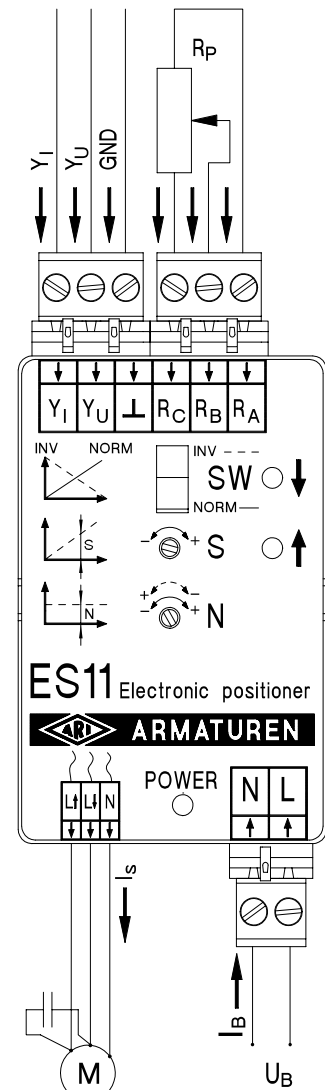 R_P
Y_I Y_U GND
Y_I Y_U ⊥ R_C R_B R_A
INV NORM
INV
SW
NORM
S
- + S
N
+ -
- + N
ES11 Electronic positioner
ARI ARMATUREN
L↑ L↓ N
POWER
N L
I_S
I_B
M
U_B